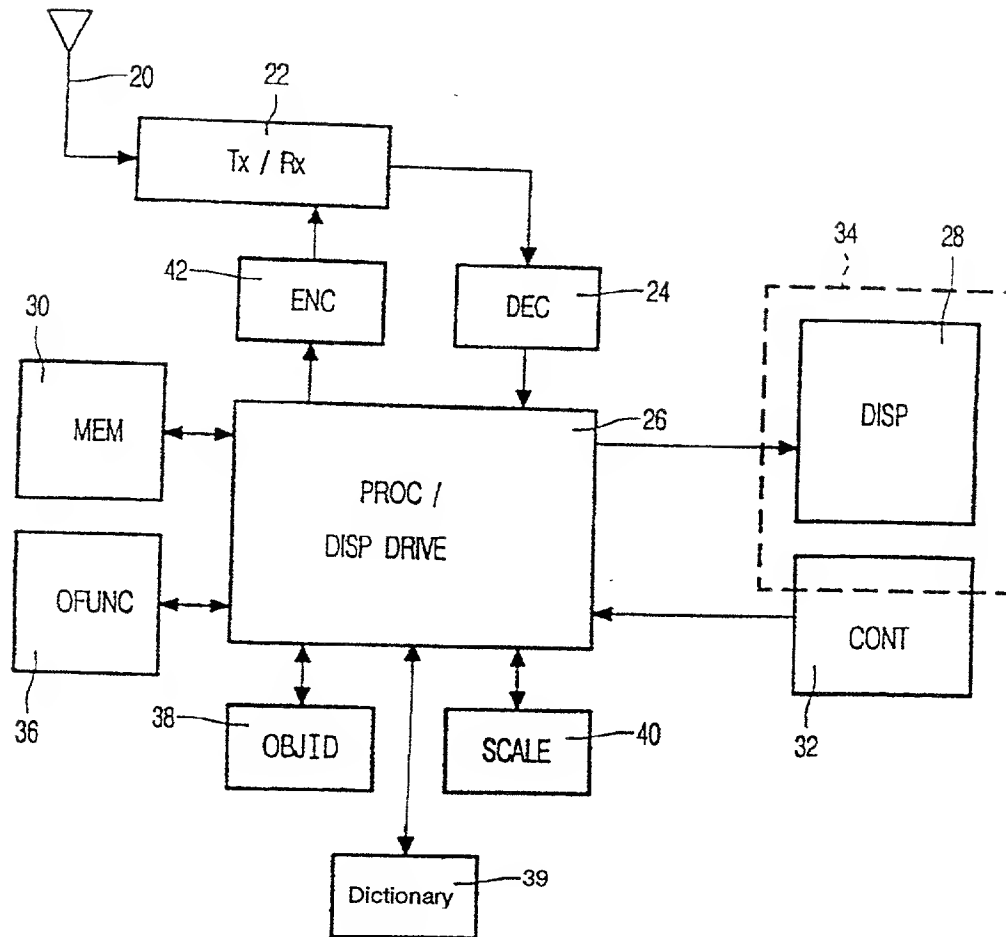 20
22
Tx / Rx
42
ENC
DEC
24
34
28
30
MEM
26
DISP
PROC /
DISP DRIVE
OFUNC
CONT
36
38
OBJID
SCALE
40
32
Dictionary
39